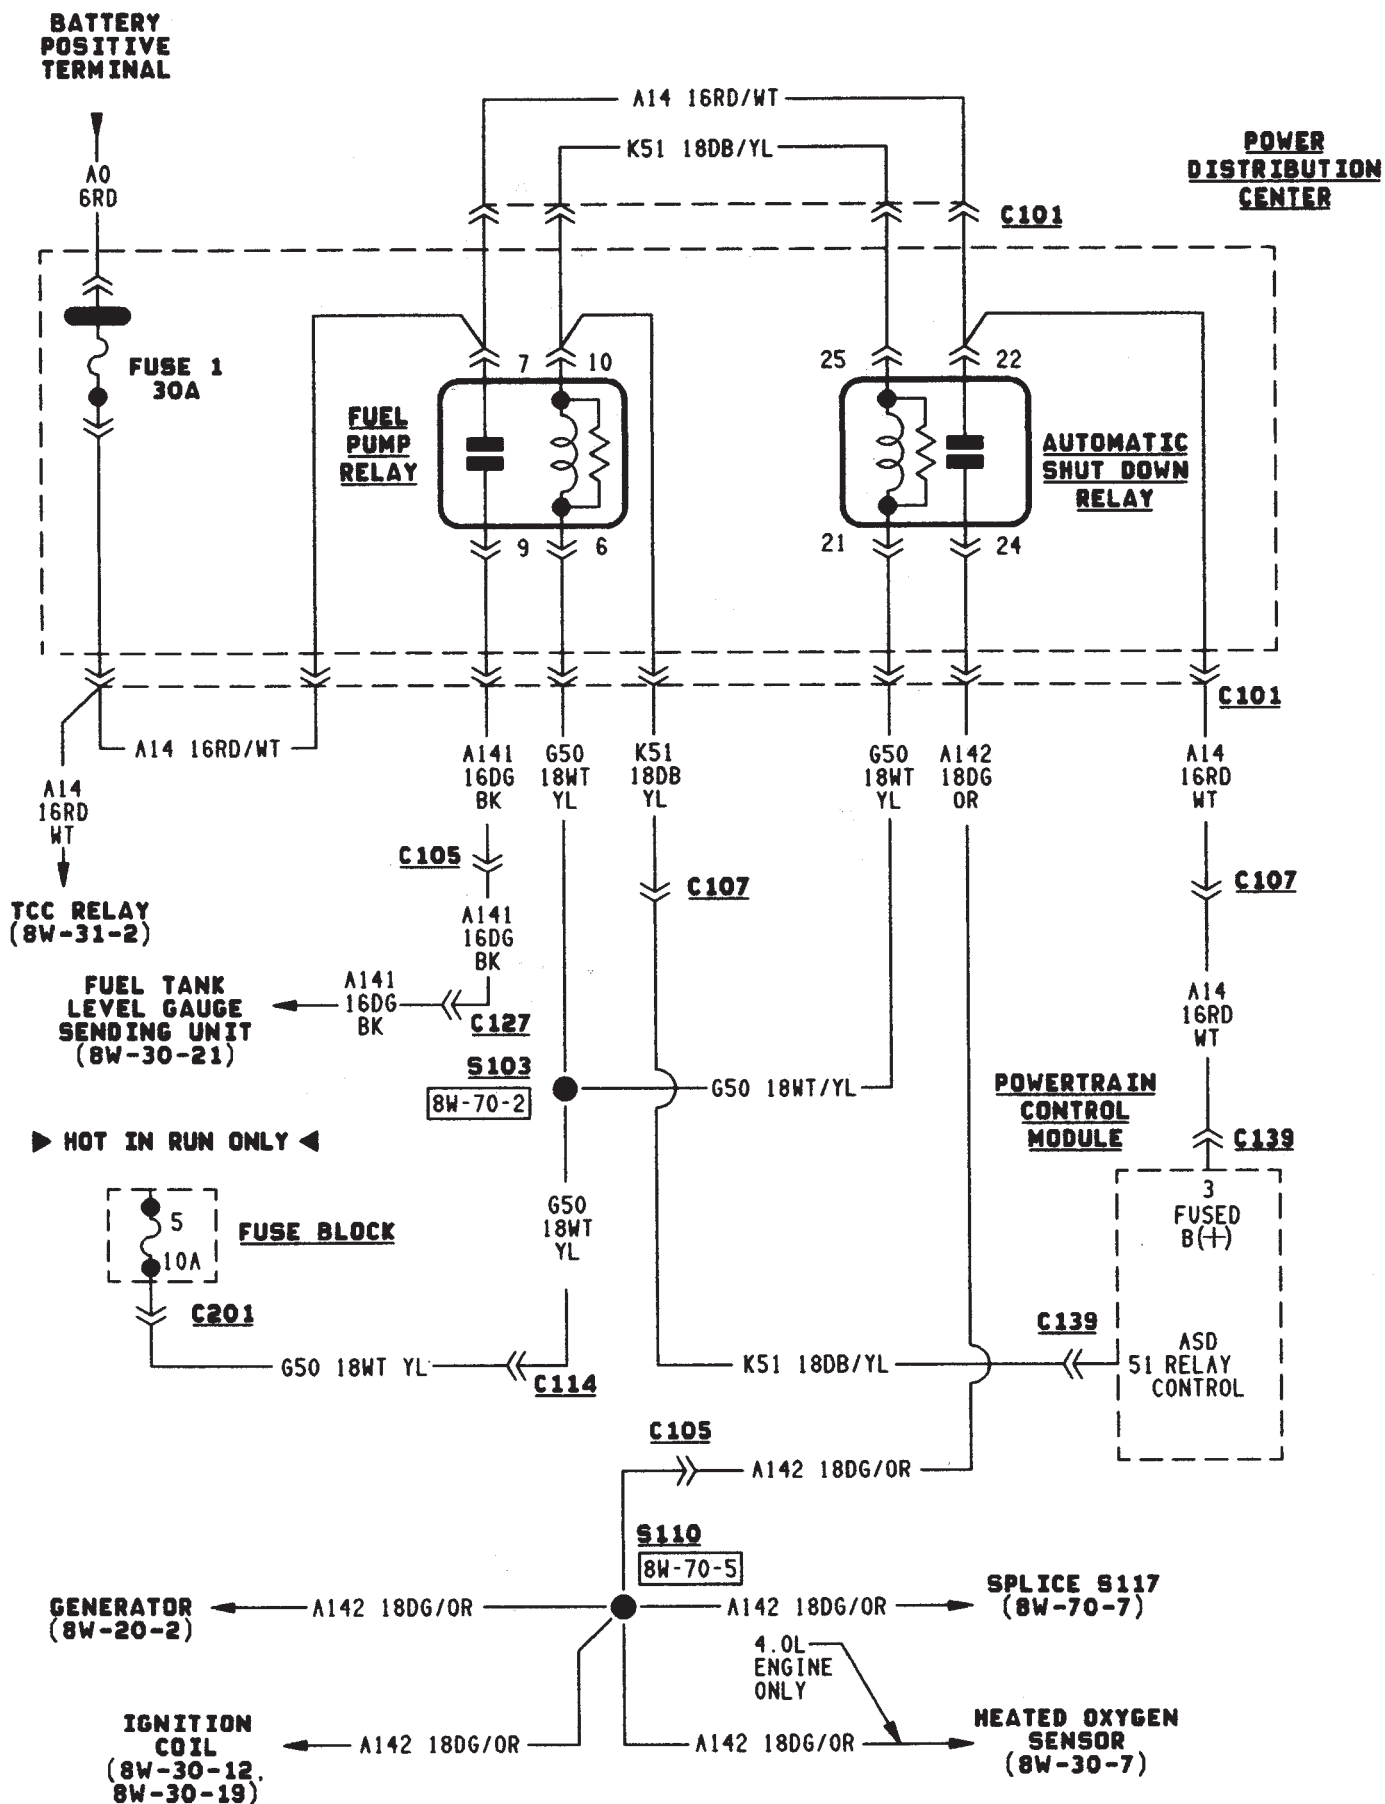 BATTERY
POSITIVE
TERMINAL
A14 16RD/WT
K51 18DB/YL
POWER
DISTRIBUTION
CENTER
A0
6RD
C101
FUSE 1
30A
7
10
25
22
FUEL
PUMP
RELAY
AUTOMATIC
SHUT DOWN
RELAY
9
6
21
24
C101
A14 16RD/WT
A141
16DG
BK
G50
18WT
YL
K51
18DB
YL
G50
18WT
YL
A142
18DG
OR
A14
16RD
WT
A14
16RD
WT
C105
C107
C107
TCC RELAY
(8W-31-2)
A141
16DG
BK
FUEL TANK
LEVEL GAUGE
SENDING UNIT
(8W-30-21)
A141
16DG
BK
C127
A14
16RD
WT
S103
8W-70-2
G50 18WT/YL
POWERTRAIN
CONTROL
MODULE
C139
HOT IN RUN ONLY
5
10A
FUSE BLOCK
G50
18WT
YL
3
FUSED
B(+)
C201
G50 18WT YL
C114
K51 18DB/YL
C139
51
ASD
RELAY
CONTROL
C105
A142 18DG/OR
S110
8W-70-5
GENERATOR
(8W-20-2)
A142 18DG/OR
A142 18DG/OR
SPLICE S117
(8W-70-7)
4.0L
ENGINE
ONLY
IGNITION
COIL
(8W-30-12,
8W-30-19)
A142 18DG/OR
A142 18DG/OR
HEATED OXYGEN
SENSOR
(8W-30-7)